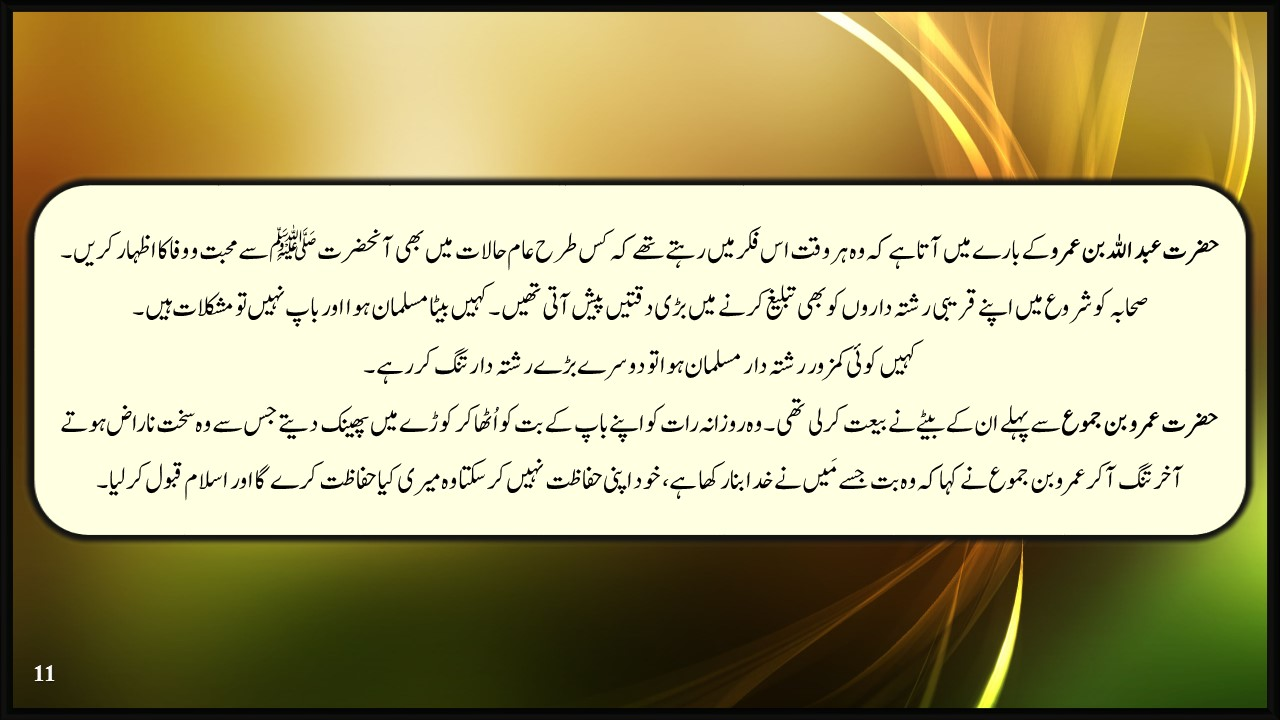 حضرت عبد اللہ بن عمرو کے بارے میں آتا ہے کہ وہ ہر وقت اس فکر میں رہتے تھے کہ کس طرح عام حالات میں بھی آنحضرت ﷺ سے محبت و وفا کا اظہار کریں۔
صحابہ کو شروع میں اپنے قریبی رشتہ داروں کو بھی تبلیغ کرنے میں بڑی دقتیں پیش آتی تھیں۔ کہیں بیٹا مسلمان ہوا اور باپ نہیں تو مشکلات ہیں۔
کہیں کوئی کمزور رشتہ دار مسلمان ہوا تو دوسرے بڑے رشتہ دار تنگ کر رہے۔
حضرت عمرو بن جموع سے پہلے ان کے بیٹے نے بیعت کرلی تھی۔ وہ روزانہ رات کو اپنے باپ کے بت کو اُٹھا کر کوڑے میں پھینک دیتے جس سے وہ سخت ناراض ہوتے
آخر تنگ آکر عمرو بن جموع نے کہا کہ وہ بت جسے مَیں نے خدا بنا رکھا ہے، خود اپنی حفاظت نہیں کر سکتا وہ میری کیا حفاظت کرے گا اور اسلام قبول کر لیا۔
11